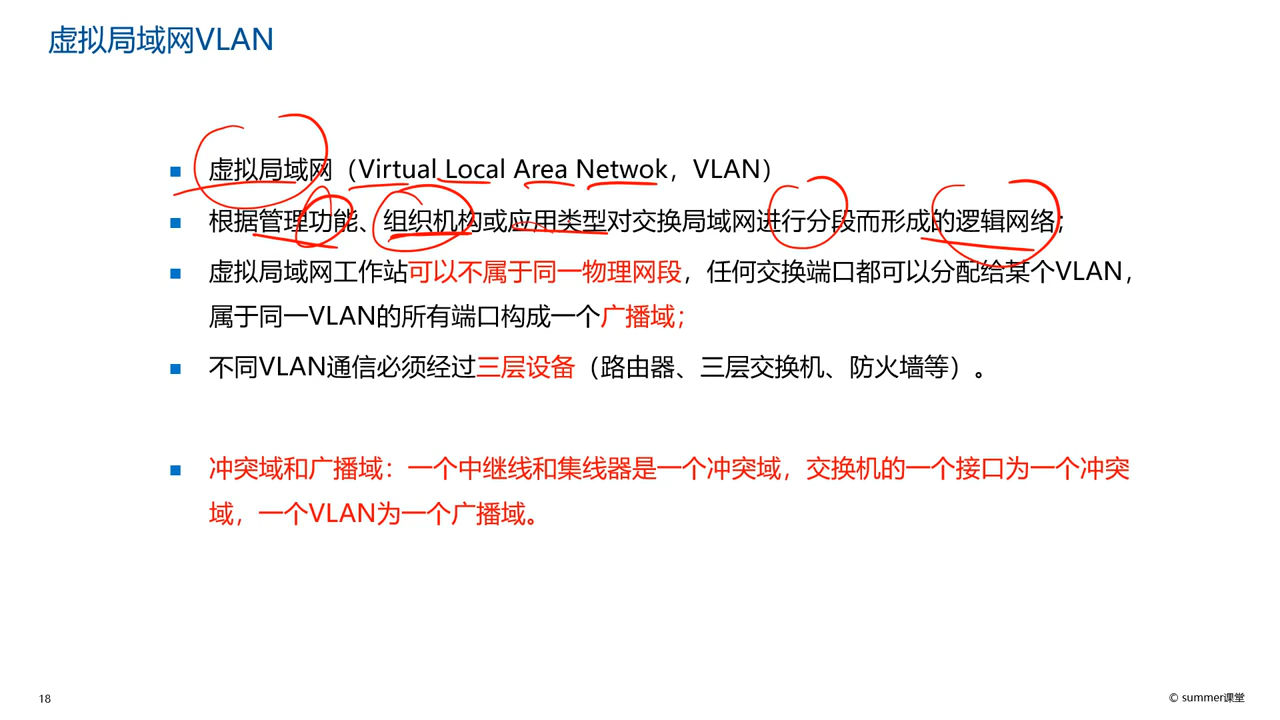 虚拟局域网VLAN
虚拟局域网（Virtual Local Area Netwok，VLAN）
根据管理功能、组织机构或应用类型对交换局域网进行分段而形成的逻辑网络；
虚拟局域网工作站可以不属于同一物理网段，任何交换端口都可以分配给某个VLAN，
属于同一VLAN的所有端口构成一个广播域；
不同VLAN通信必须经过三层设备（路由器、三层交换机、防火墙等）。
冲突域和广播域：一个中继线和集线器是一个冲突域，交换机的一个接口为一个冲突
域，一个VLAN为一个广播域。
18
© summer课堂